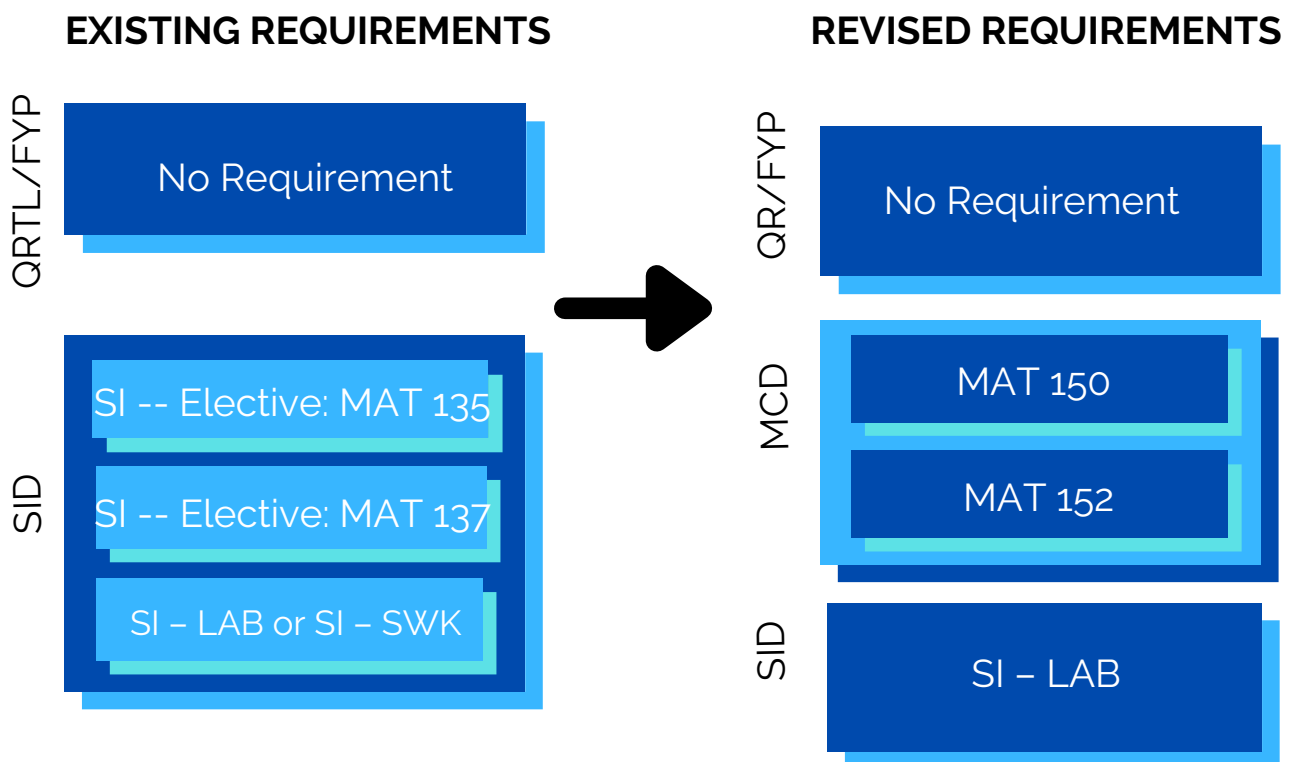 EXISTING REQUIREMENTS
QRTL/FYP
No Requirement
SID
SI -- Elective: MAT 135
SI -- Elective: MAT 137
SI – LAB or SI – SWK
REVISED REQUIREMENTS
QR/FYP
No Requirement
MCD
MAT 150
MAT 152
SID
SI – LAB